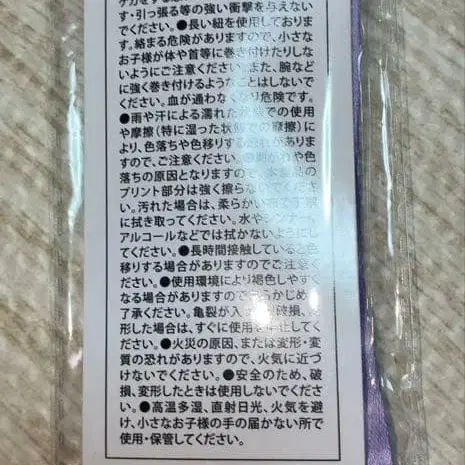 す・引っ張る等の強い衝撃を与えない
でください。●長い紐を使用しておりま
す。絡まる危険がありますので、小さな
お子様が体や首等に巻き付けたりしな
いようにご注意ください。また、腕など
に強く巻き付けるようなことはしないで
ください。血が通わなくなり危険です。
●雨や汗による濡れた状態での使用
や摩擦(特に湿った状態での摩擦)に
より、色落ちや色移りする恐れがありま
すので、ご注意ください。●剥がれや色
落ちの原因となりますので、本製品の
プリント部分は強く擦らないでくださ
い。汚れた場合は、柔らかい布で丁寧
に拭き取ってください。水やシンナー、
アルコールなどでは拭かないようにし
てください。●長時間接触していると色
移りする場合がありますのでご注意く
ださい。●使用環境により褪色しやすく
なる場合がありますのであらかじめご
了承ください。亀裂が入る、破損、変
形した場合は、すぐに使用を中止してく
ださい。●火災の原因、または変形・変
質の恐れがありますので、火気に近づ
けないでください。●安全のため、破
損、変形したときは使用しないでくださ
い。●高温多湿、直射日光、火気を避
け、小さなお子様の手の届かない所で
使用・保管してください。